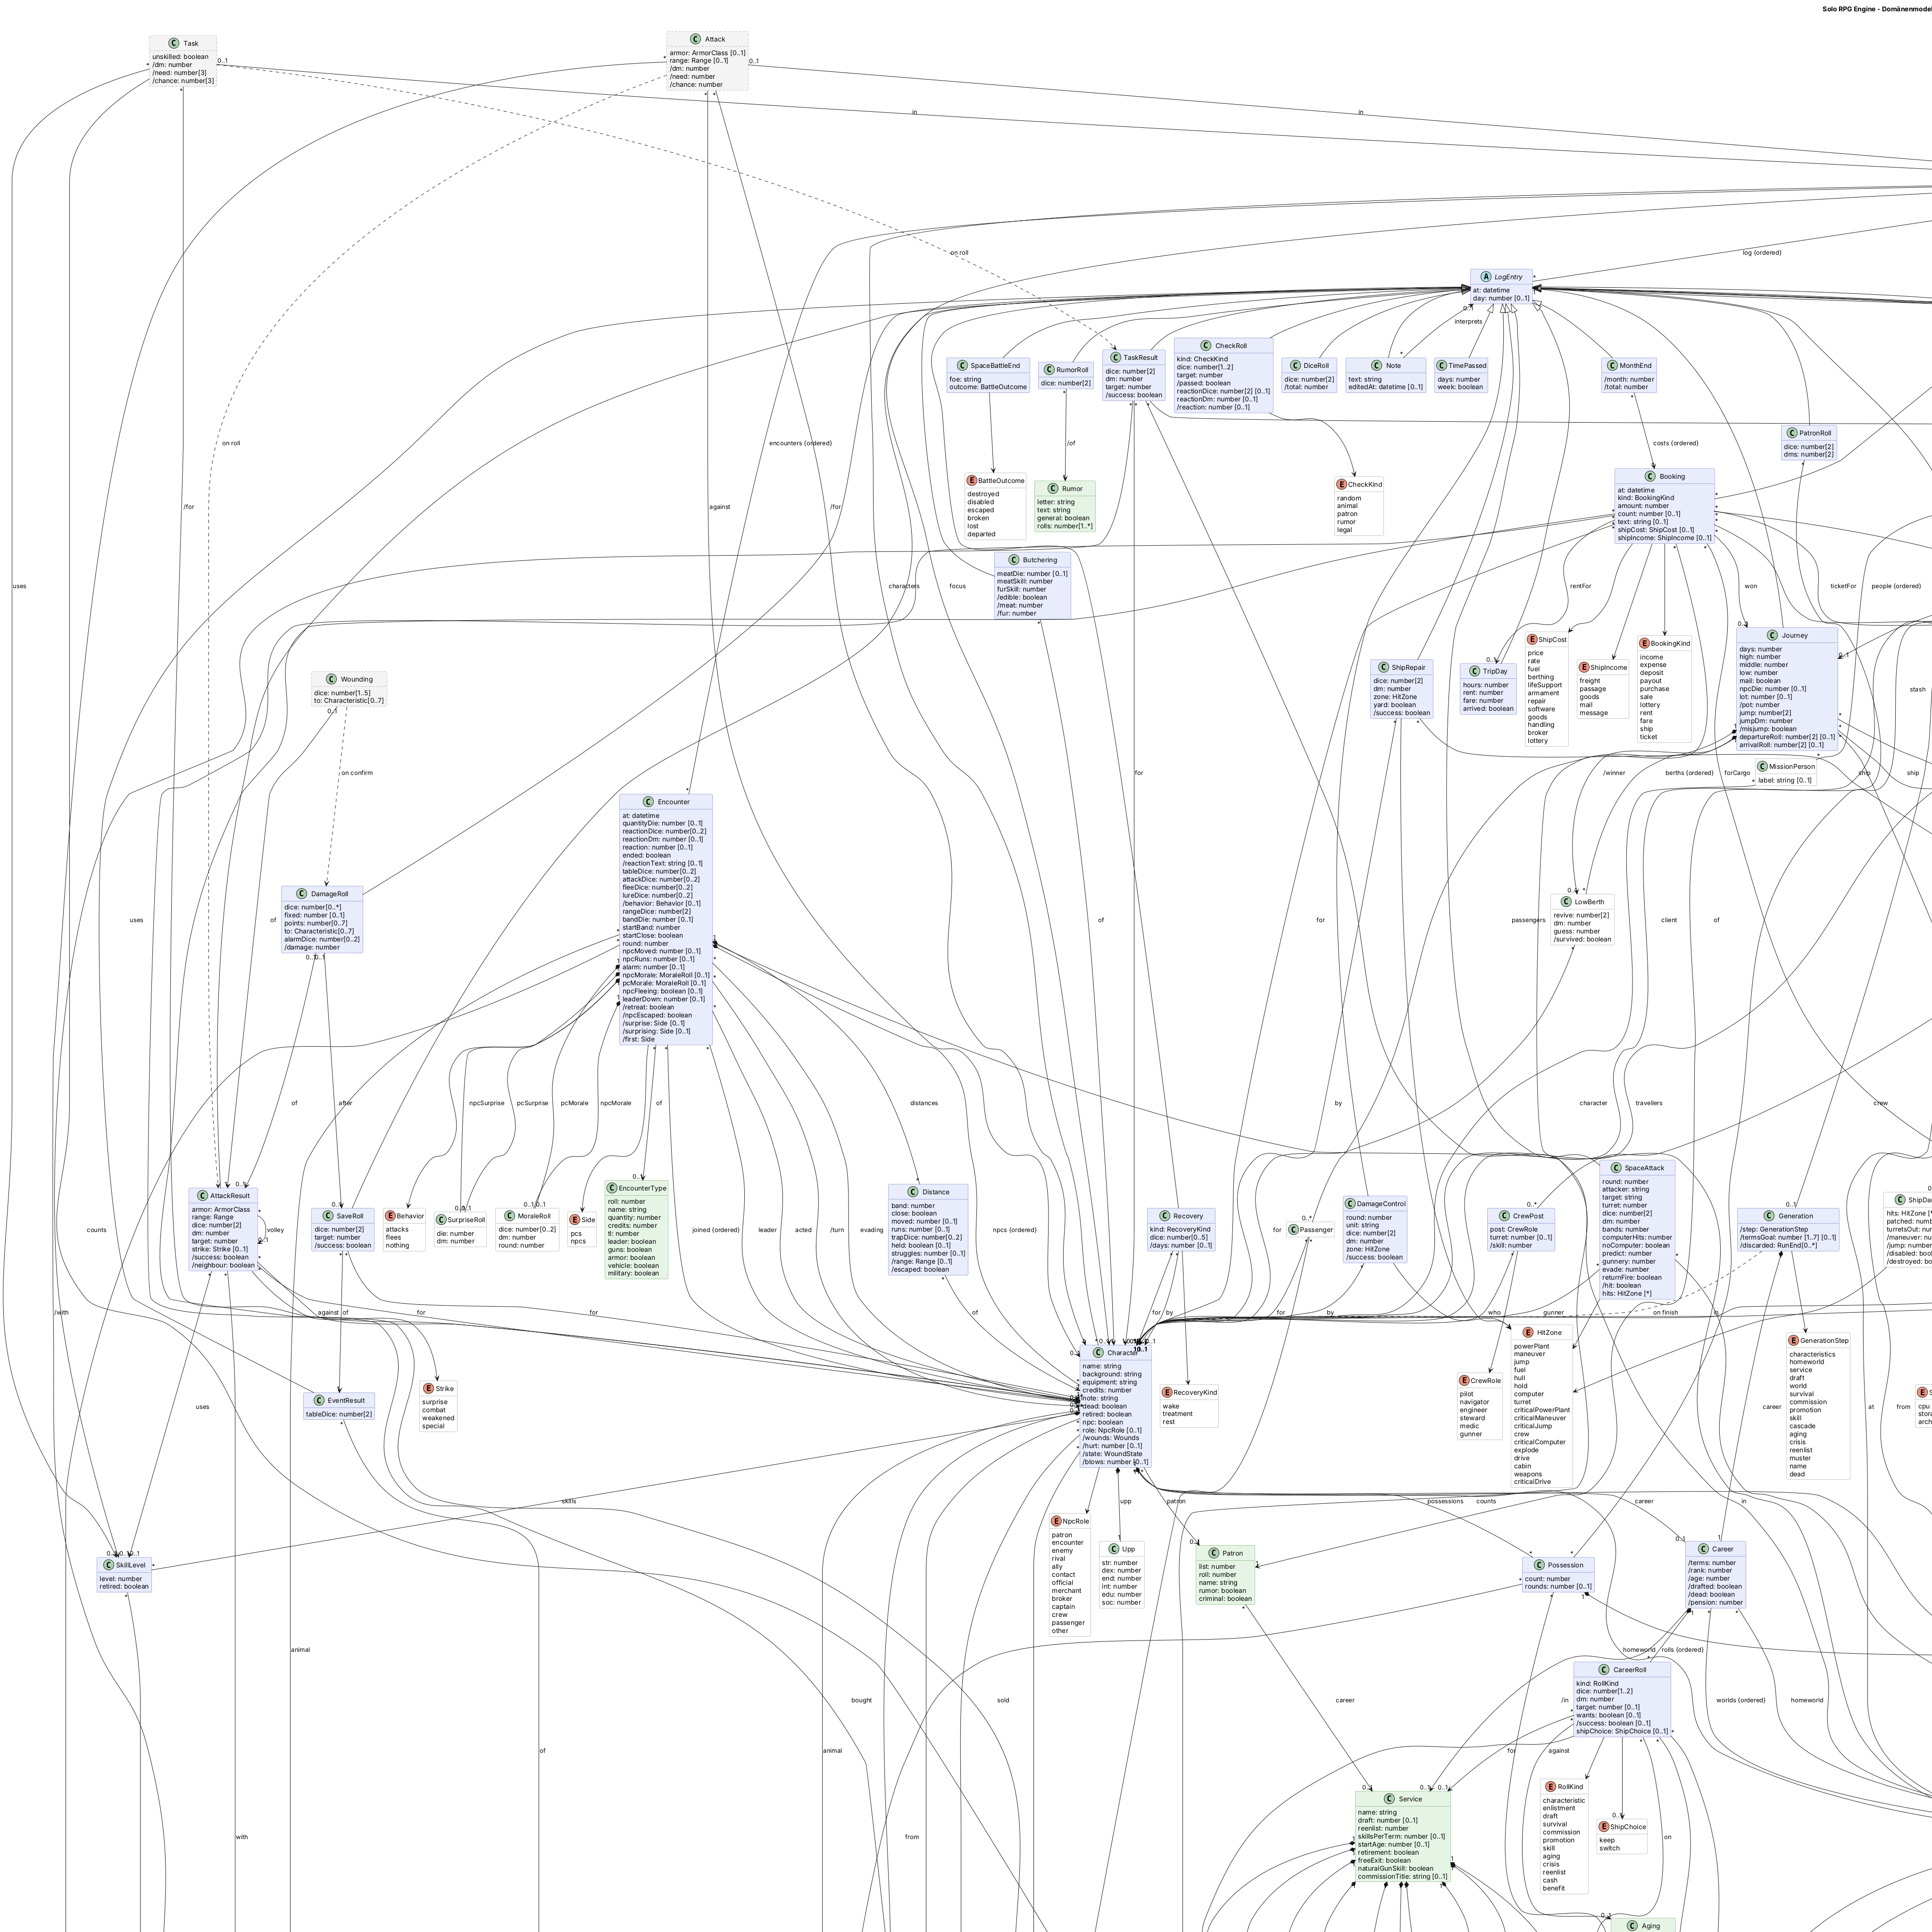 Solo RPG Engine - Domänenmodel
Task
unskilled: boolean
/dm: number
/need: number[3]
/chance: number[3]
Attack
armor: ArmorClass [0..1]
range: Range [0..1]
/dm: number
/need: number
/chance: number
in
in
on roll
log {ordered}
LogEntry
at: datetime
day: number [0..1]
interprets
SpaceBattleEnd
foe: string
outcome: BattleOutcome
RumorRoll
dice: number[2]
TaskResult
dice: number[2]
dm: number
target: number
/success: boolean
CheckRoll
kind: CheckKind
dice: number[1..2]
target: number
/passed: boolean
reactionDice: number[2] [0..1]
reactionDm: number [0..1]
/reaction: number [0..1]
DiceRoll
dice: number[2]
/total: number
Note
text: string
editedAt: datetime [0..1]
TimePassed
days: number
week: boolean
MonthEnd
/month: number
/total: number
PatronRoll
dice: number[2]
dms: number[2]
on roll
encounters {ordered}
/of
costs {ordered}
BattleOutcome
destroyed
disabled
escaped
broken
lost
departed
Rumor
letter: string
text: string
general: boolean
rolls: number[1..*]
CheckKind
random
animal
patron
rumor
legal
Booking
at: datetime
kind: BookingKind
amount: number
count: number [0..1]
text: string [0..1]
shipCost: ShipCost [0..1]
shipIncome: ShipIncome [0..1]
/for
against
/for
uses
Butchering
meatDie: number [0..1]
meatSkill: number
furSkill: number
/edible: boolean
/meat: number
/fur: number
characters
focus
rentFor
won
ticketFor
people {ordered}
ShipCost
price
rate
fuel
berthing
lifeSupport
armament
repair
software
goods
handling
broker
lottery
ShipIncome
freight
passage
goods
mail
message
BookingKind
income
expense
deposit
payout
purchase
sale
lottery
rent
fare
ship
ticket
Journey
days: number
high: number
middle: number
low: number
mail: boolean
npcDie: number [0..1]
lot: number [0..1]
/pot: number
jump: number[2]
jumpDm: number
/misjump: boolean
departureRoll: number[2] [0..1]
arrivalRoll: number[2] [0..1]
ShipRepair
dice: number[2]
dm: number
zone: HitZone
yard: boolean
/success: boolean
TripDay
hours: number
rent: number
fare: number
arrived: boolean
stash
Wounding
dice: number[1..5]
to: Characteristic[0..7]
on confirm
for
/winner
berths {ordered}
forCargo
MissionPerson
label: string [0..1]
ship
ship
Encounter
at: datetime
quantityDie: number [0..1]
reactionDice: number[0..2]
reactionDm: number [0..1]
reaction: number [0..1]
ended: boolean
/reactionText: string [0..1]
tableDice: number[0..2]
attackDice: number[0..2]
fleeDice: number[0..2]
lureDice: number[0..2]
/behavior: Behavior [0..1]
rangeDice: number[2]
bandDie: number [0..1]
startBand: number
startClose: boolean
round: number
npcMoved: number [0..1]
npcRuns: number [0..1]
alarm: number [0..1]
npcMorale: MoraleRoll [0..1]
pcMorale: MoraleRoll [0..1]
npcFleeing: boolean [0..1]
leaderDown: number [0..1]
/retreat: boolean
/npcEscaped: boolean
/surprise: Side [0..1]
/surprising: Side [0..1]
/first: Side
DamageRoll
dice: number[0..*]
fixed: number [0..1]
points: number[0..7]
to: Characteristic[0..7]
alarmDice: number[0..2]
/damage: number
uses
of
of
for
passengers
client
of
LowBerth
revive: number[2]
dm: number
guess: number
/survived: boolean
of
after
npcSurprise
pcSurprise
pcMorale
npcMorale
of
distances
by
character
travellers
crew
AttackResult
armor: ArmorClass
range: Range
dice: number[2]
dm: number
target: number
strike: Strike [0..1]
/success: boolean
/neighbour: boolean
volley
counts
SaveRoll
dice: number[2]
target: number
/success: boolean
Behavior
attacks
flees
nothing
SurpriseRoll
die: number
dm: number
MoraleRoll
dice: number[0..2]
dm: number
round: number
Side
pcs
npcs
EncounterType
roll: number
name: string
quantity: number
credits: number
tl: number
leader: boolean
guns: boolean
armor: boolean
vehicle: boolean
military: boolean
joined {ordered}
leader
acted
/turn
evading
Distance
band: number
close: boolean
moved: number [0..1]
runs: number [0..1]
trapDice: number[0..2]
held: boolean [0..1]
struggles: number [0..1]
/range: Range [0..1]
/escaped: boolean
npcs {ordered}
Recovery
kind: RecoveryKind
dice: number[0..5]
/days: number [0..1]
for
Passenger
DamageControl
round: number
unit: string
dice: number[2]
dm: number
zone: HitZone
/success: boolean
CrewPost
post: CrewRole
turret: number [0..1]
/skill: number
SpaceAttack
round: number
attacker: string
target: string
turret: number
dice: number[2]
dm: number
bands: number
computerHits: number
noComputer: boolean
predict: number
gunnery: number
evade: number
returnFire: boolean
/hit: boolean
hits: HitZone [*]
Generation
/step: GenerationStep
/termsGoal: number [1..7] [0..1]
/discarded: RunEnd[0..*]
/with
against
of
for
for
of
for
by
for
by
who
gunner
on finish
in
Character
name: string
background: string
equipment: string
credits: number
note: string
dead: boolean
retired: boolean
npc: boolean
role: NpcRole [0..1]
/wounds: Wounds
/hurt: number [0..1]
/state: WoundState
/blows: number [0..1]
HitZone
powerPlant
maneuver
jump
fuel
hull
hold
computer
turret
criticalPowerPlant
criticalManeuver
criticalJump
crew
criticalComputer
explode
drive
cabin
weapons
criticalDrive
GenerationStep
characteristics
homeworld
service
draft
world
survival
commission
promotion
skill
cascade
aging
crisis
reenlist
muster
name
dead
uses
EventResult
tableDice: number[2]
Strike
surprise
combat
weakened
special
RecoveryKind
wake
treatment
rest
CrewRole
pilot
navigator
engineer
steward
medic
gunner
career
at
from
skills
upp
patron
possessions
counts
career
in
NpcRole
patron
encounter
enemy
rival
ally
contact
official
merchant
broker
captain
crew
passenger
other
Upp
str: number
dex: number
end: number
int: number
edu: number
soc: number
Patron
list: number
roll: number
name: string
rumor: boolean
criminal: boolean
SkillLevel
level: number
retired: boolean
Possession
count: number
rounds: number [0..1]
Career
/terms: number
/rank: number
/age: number
/drafted: boolean
/dead: boolean
/pension: number
animal
homeworld
rolls {ordered}
bought
sold
career
/in
worlds {ordered}
homeworld
CareerRoll
kind: RollKind
dice: number[1..2]
dm: number
target: number [0..1]
wants: boolean [0..1]
/success: boolean [0..1]
shipChoice: ShipChoice [0..1]
of
animal
for
against
Service
name: string
draft: number [0..1]
reenlist: number
skillsPerTerm: number [0..1]
startAge: number [0..1]
retirement: boolean
freeExit: boolean
naturalGunSkill: boolean
commissionTitle: string [0..1]
RollKind
characteristic
enlistment
draft
survival
commission
promotion
skill
aging
crisis
reenlist
cash
benefit
ShipChoice
keep
switch
on
with
from
Aging